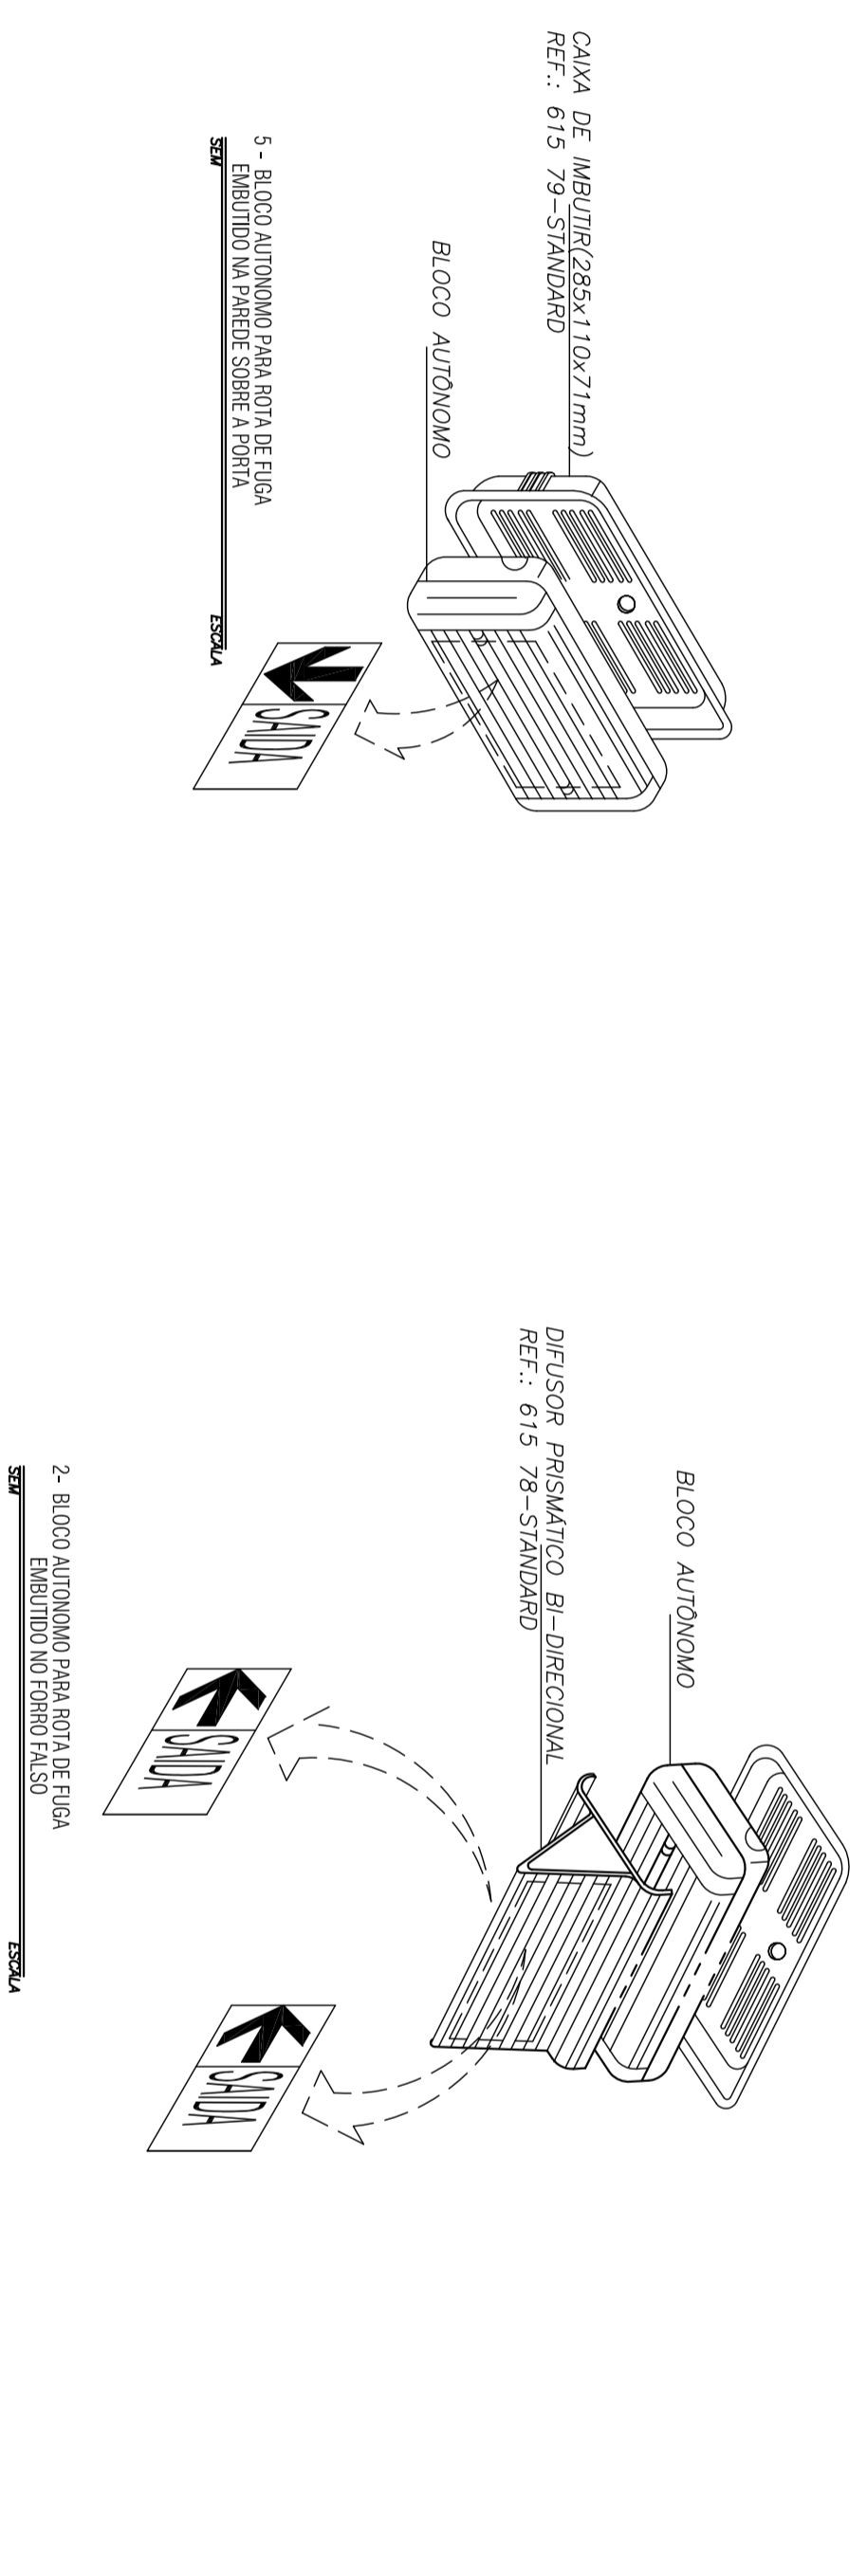 CAIXA DE IMBUTIR(285x110x71mm)
REF.: 615 79-STANDARD
BLOCO AUTÔNOMO
SAIDA
5 - BLOCO AUTONOMO PARA ROTA DE FUGA
EMBUTIDO NA PAREDE SOBRE A PORTA
SEM ESCALA
BLOCO AUTÔNOMO
DIFUSOR PRISMÁTICO BI-DIRECIONAL
REF.: 615 78-STANDARD
SAIDA
SAIDA
2- BLOCO AUTONOMO PARA ROTA DE FUGA
EMBUTIDO NO FORRO FALSO
SEM ESCALA